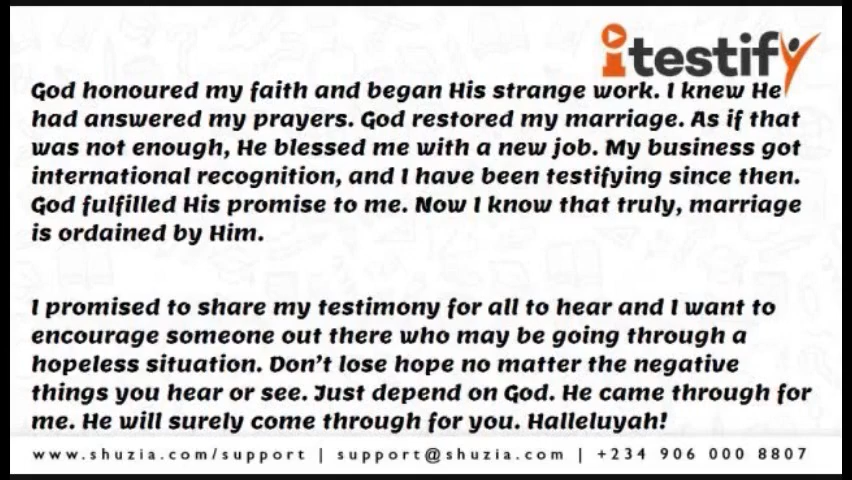 itestify
God honoured my faith and began His strange work. I knew He
had answered my prayers. God restored my marriage. As if that
was not enough, He blessed me with a new job. My business got
international recognition, and I have been testifying since then.
God fulfilled His promise to me. Now I know that truly, marriage
is ordained by Him.
I promised to share my testimony for all to hear and I want to
encourage someone out there who may be going through a
hopeless situation. Don’t lose hope no matter the negative
things you hear or see. Just depend on God. He came through for
me. He will surely come through for you. Halleluyah!
www.shuzia.com/support | support@shuzia.com | +234 906 000 8807